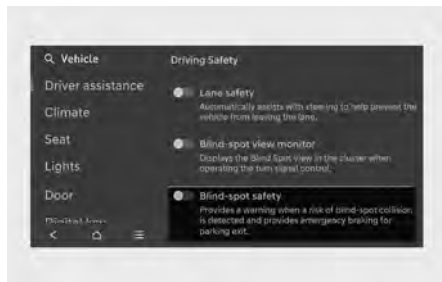 Vehicle
Driver assistance
Climate
Seat
Lights
Door
Digital key
Driving Safety
Lane safety
Automatically assists with steering to help prevent the
vehicle from leaving the lane.
Blind-spot view monitor
Displays the Blind Spot view in the cluster when
operating the turn signal control.
Blind-spot safety
Provides a warning when a risk of blind-spot collision
is detected and provides emergency braking for
parking exit.